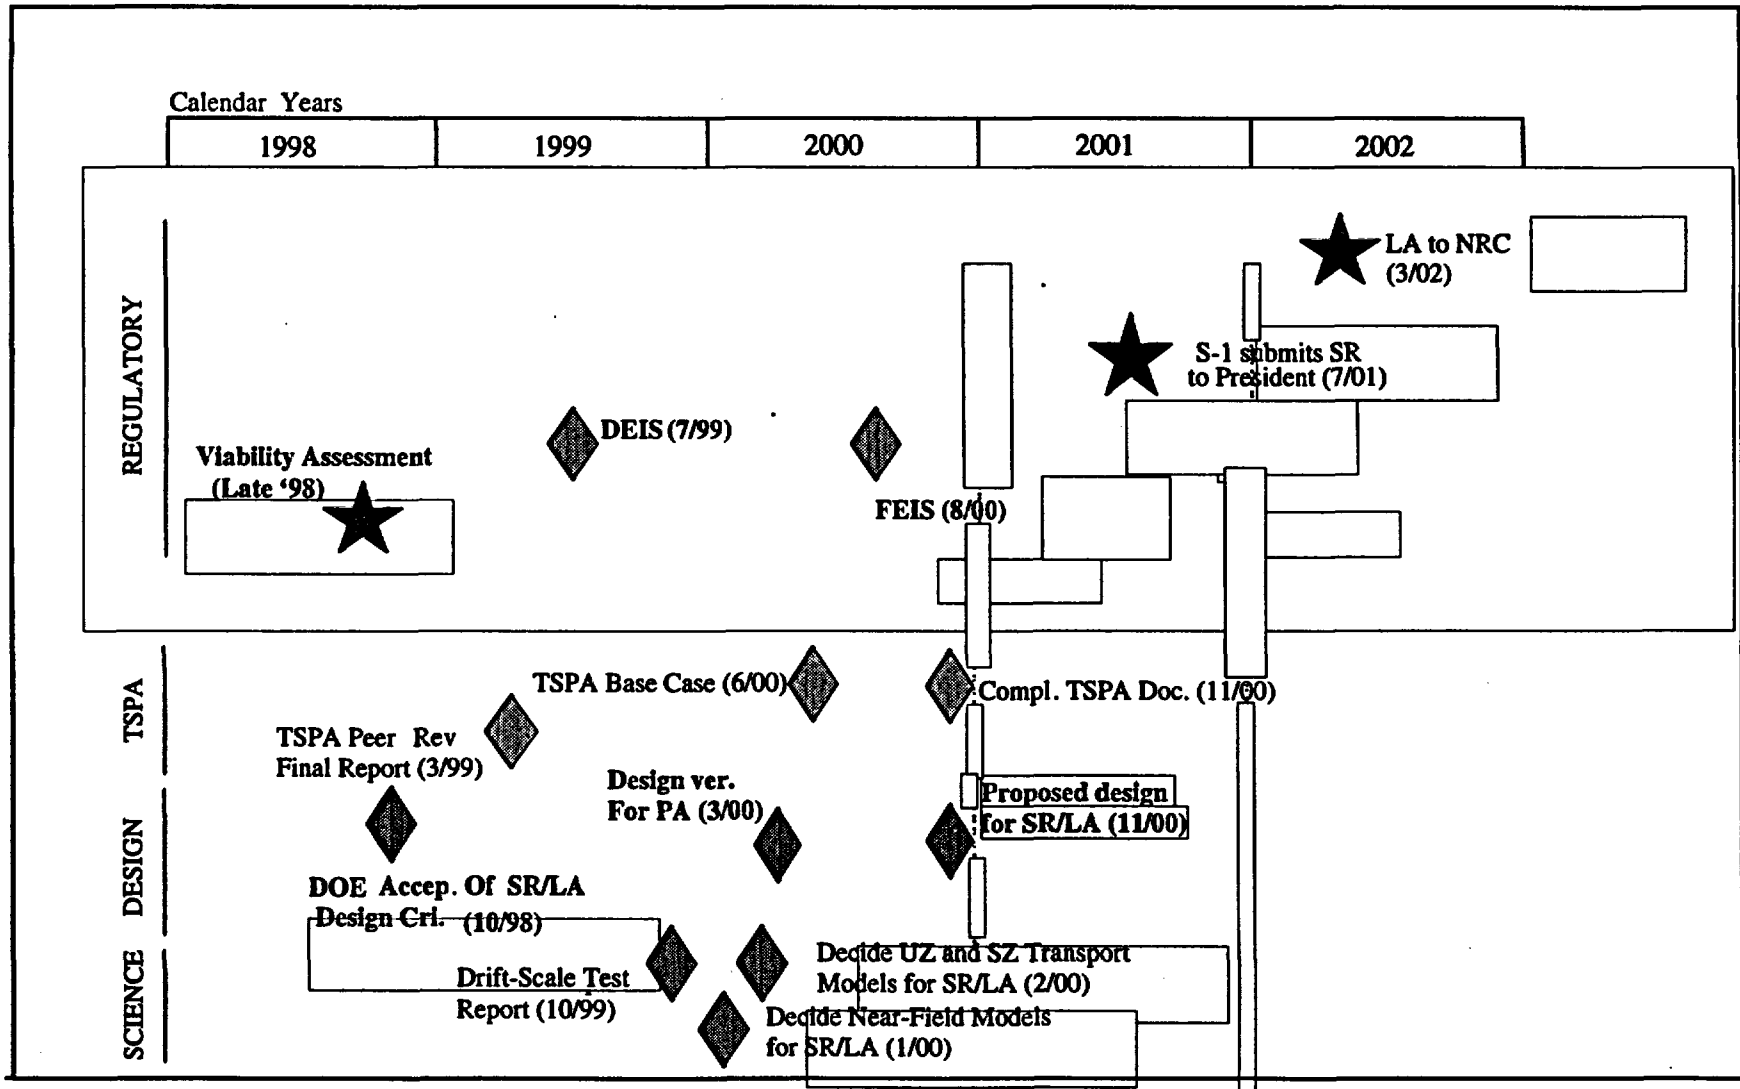 Calendar Years
1998 1999 2000 2001 2002
REGULATORY
LA to NRC
(3/02)
S-1 submits SR
to President (7/01)
DEIS (7/99)
Viability Assessment
(Late ‘98)
FEIS (8/00)
TSPA
TSPA Base Case (6/00)
Compl. TSPA Doc. (11/00)
TSPA Peer Rev
Final Report (3/99)
DESIGN
Design ver.
For PA (3/00)
Proposed design
for SR/LA (11/00)
DOE Accep. Of SR/LA
Design Cri. (10/98)
SCIENCE
Decide UZ and SZ Transport
Models for SR/LA (2/00)
Drift-Scale Test
Report (10/99)
Decide Near-Field Models
for SR/LA (1/00)